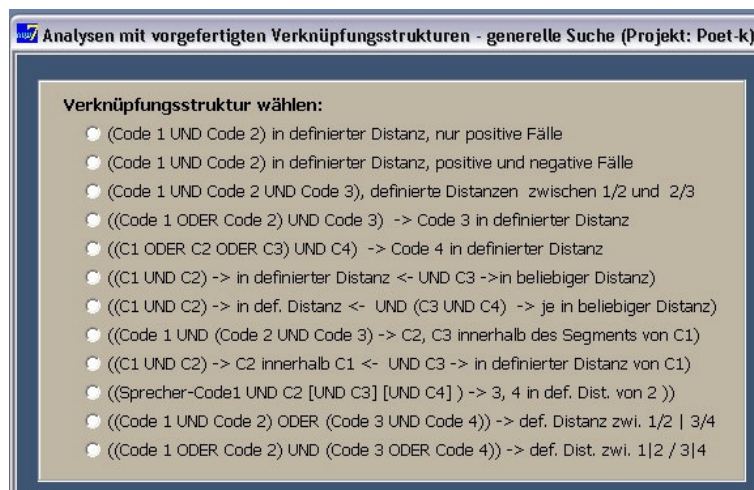 7 Analysen mit vorgefertigten Verknüpfungsstrukturen - generelle Suche (Projekt: Poet-k)
Verknüpfungsstruktur wählen:
(Code 1 UND Code 2) in definierter Distanz, nur positive Fälle
(Code 1 UND Code 2) in definierter Distanz, positive und negative Fälle
(Code 1 UND Code 2 UND Code 3), definierte Distanzen zwischen 1/2 und 2/3
((Code 1 ODER Code 2) UND Code 3) -> Code 3 in definierter Distanz
((C1 ODER C2 ODER C3) UND C4) -> Code 4 in definierter Distanz
((C1 UND C2) -> in definierter Distanz <- UND C3 ->in beliebiger Distanz)
((C1 UND C2) -> in def. Distanz <- UND (C3 UND C4) -> je in beliebiger Distanz)
((Code 1 UND (Code 2 UND Code 3) -> C2, C3 innerhalb des Segments von C1)
((C1 UND C2) -> C2 innerhalb C1 <- UND C3 -> in definierter Distanz von C1)
((Sprecher-Code1 UND C2 [UND C3] [UND C4] ) -> 3, 4 in def. Dist. von 2 ))
((Code 1 UND Code 2) ODER (Code 3 UND Code 4)) -> def. Distanz zwi. 1/2 | 3/4
((Code 1 ODER Code 2) UND (Code 3 ODER Code 4)) -> def. Dist. zwi. 1|2 / 3|4